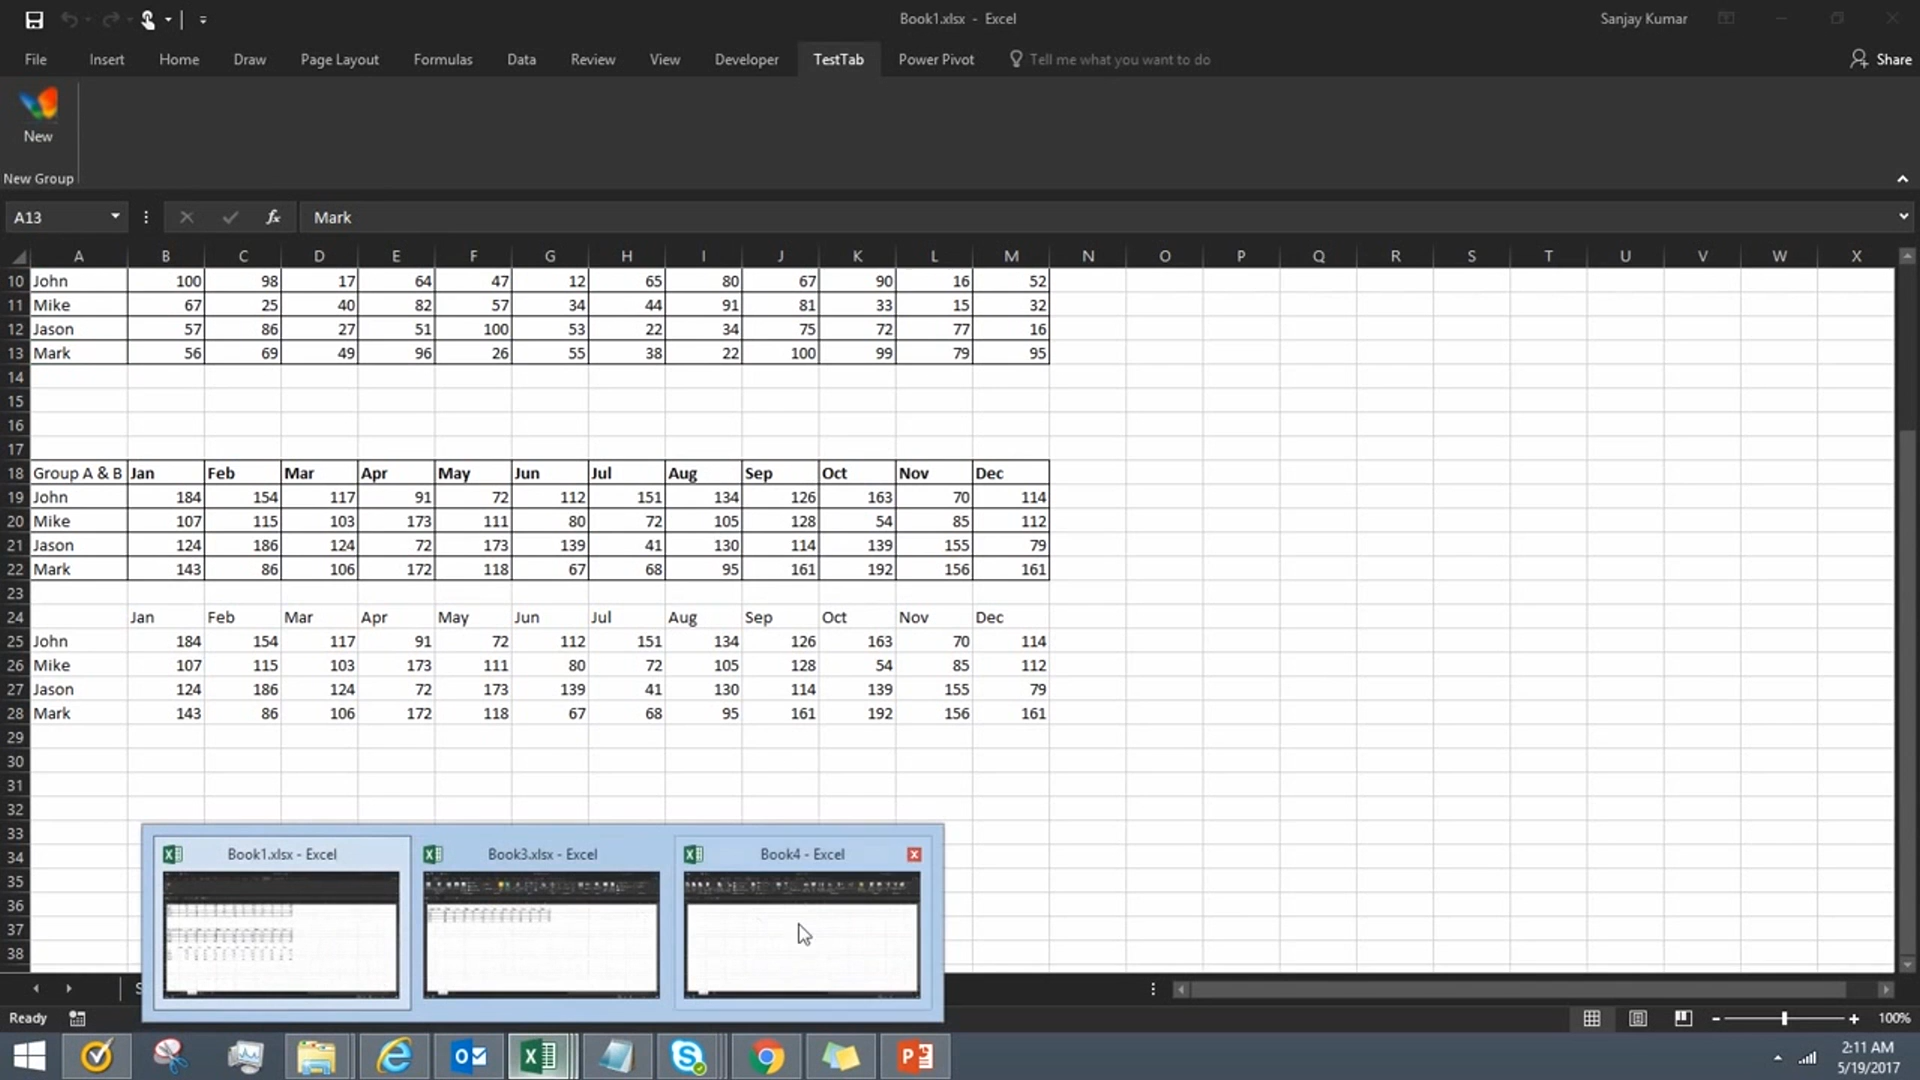 Book1.xlsx - Excel
Sanjay Kumar
File Insert Home Draw Page Layout Formulas Data Review View Developer TestTab Power Pivot Tell me what you want to do Share
New
New Group
A13 fx Mark
A B C D E F G H I J K L M N O P Q R S T U V W X
10 John 100 98 17 64 47 12 65 80 67 90 16 52
11 Mike 67 25 40 82 57 34 44 91 81 33 15 32
12 Jason 57 86 27 51 100 53 22 34 75 72 77 16
13 Mark 56 69 49 96 26 55 38 22 100 99 79 95
14
15
16
17
18 Group A & B Jan Feb Mar Apr May Jun Jul Aug Sep Oct Nov Dec
19 John 184 154 117 91 72 112 151 134 126 163 70 114
20 Mike 107 115 103 173 111 80 72 105 128 54 85 112
21 Jason 124 186 124 72 173 139 41 130 114 139 155 79
22 Mark 143 86 106 172 118 67 68 95 161 192 156 161
23
24 Jan Feb Mar Apr May Jun Jul Aug Sep Oct Nov Dec
25 John 184 154 117 91 72 112 151 134 126 163 70 114
26 Mike 107 115 103 173 111 80 72 105 128 54 85 112
27 Jason 124 186 124 72 173 139 41 130 114 139 155 79
28 Mark 143 86 106 172 118 67 68 95 161 192 156 161
29
30
31
32
33
34 Book1.xlsx - Excel Book3.xlsx - Excel Book4 - Excel
35
36
37
38
Ready 100%
2:11 AM
5/19/2017